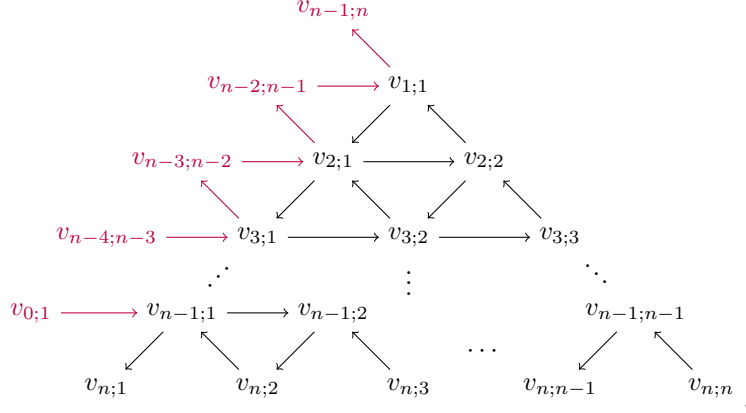 v_{n-1;n}
v_{n-2;n-1} v_{1;1}
v_{n-3;n-2} v_{2;1} v_{2;2}
v_{n-4;n-3} v_{3;1} v_{3;2} v_{3;3}
⋰ ⋮ ⋱
v_{0;1} v_{n-1;1} v_{n-1;2} v_{n-1;n-1}
⋯
v_{n;1} v_{n;2} v_{n;3} v_{n;n-1} v_{n;n}